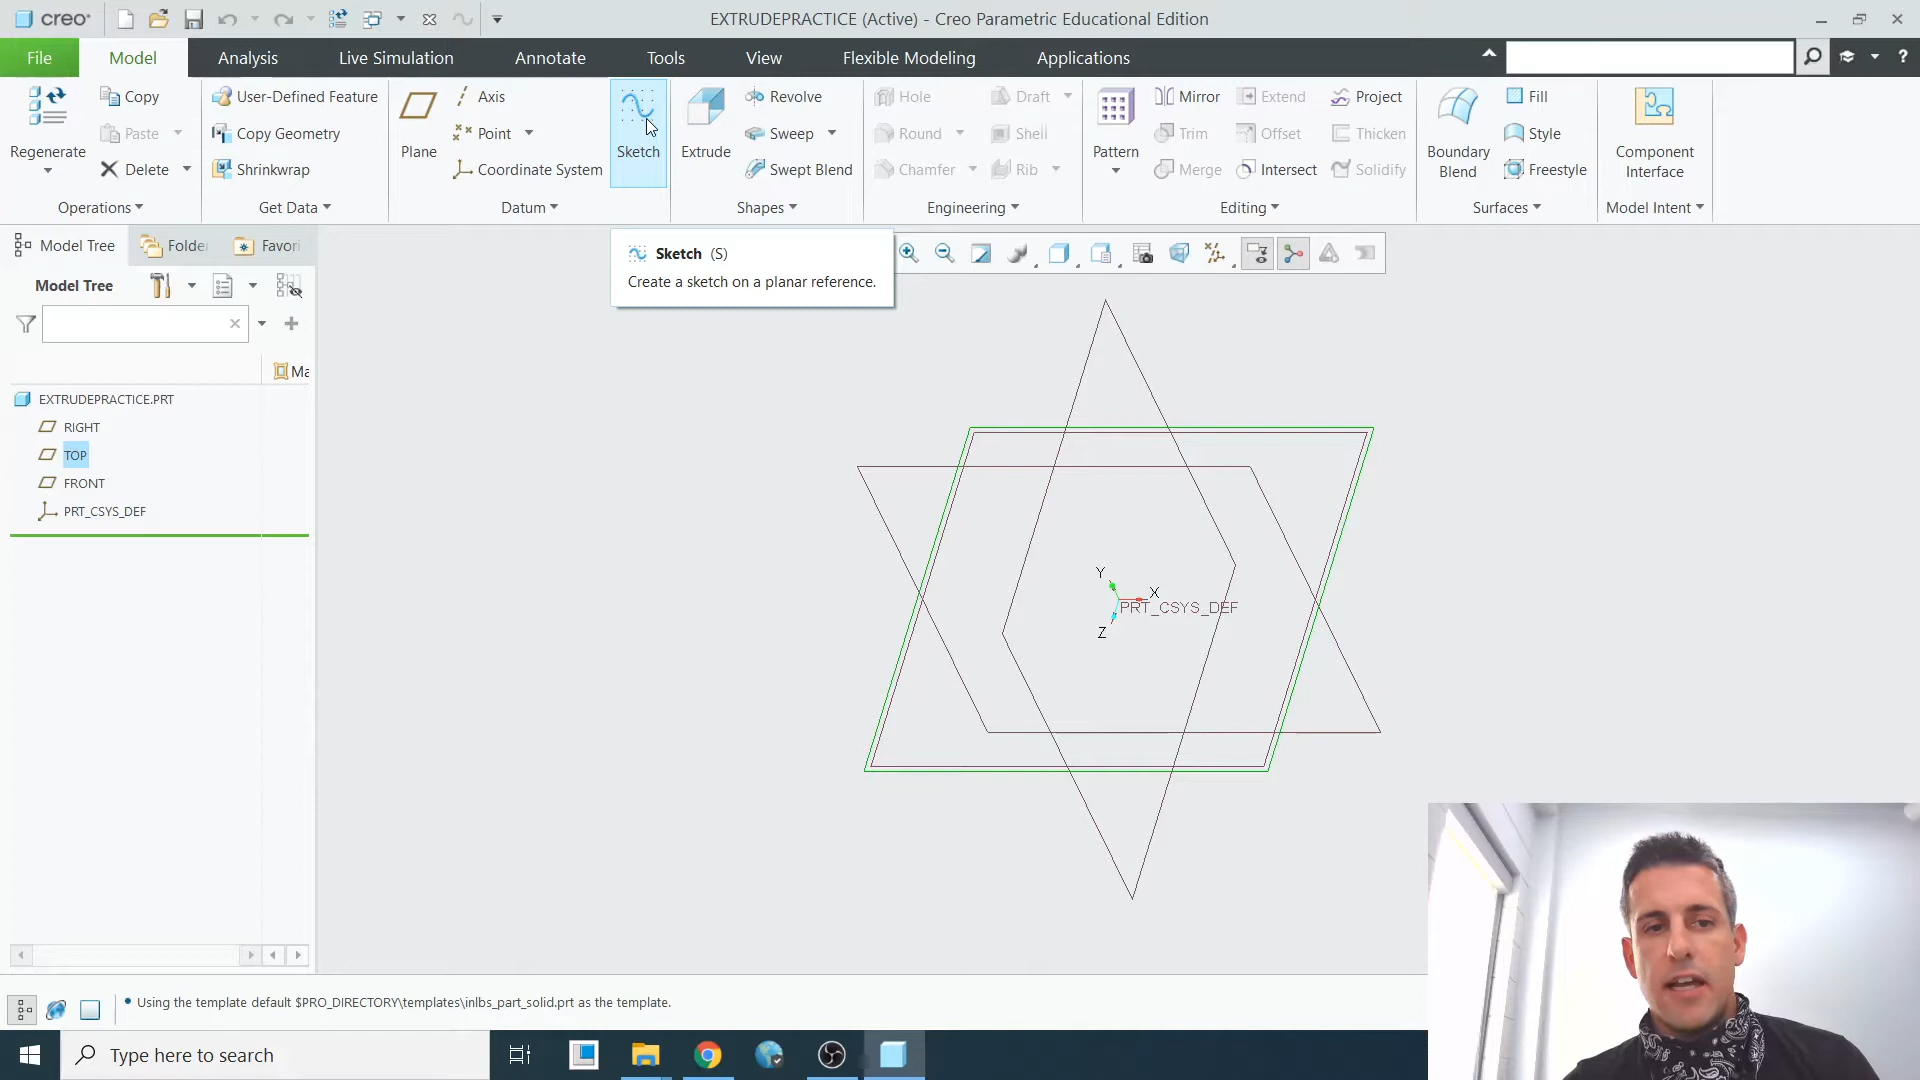 creo®
EXTRUDEPRACTICE (Active) - Creo Parametric Educational Edition
File
Model
Analysis
Live Simulation
Annotate
Tools
View
Flexible Modeling
Applications
?
Regenerate
Copy
Paste
Delete
Operations
User-Defined Feature
Copy Geometry
Shrinkwrap
Get Data
Plane
Axis
Point
Coordinate System
Sketch
Datum
Extrude
Revolve
Sweep
Swept Blend
Shapes
Hole
Round
Chamfer
Draft
Shell
Rib
Engineering
Pattern
Mirror
Trim
Merge
Extend
Offset
Intersect
Project
Thicken
Solidify
Editing
Boundary
Blend
Fill
Style
Freestyle
Surfaces
Component
Interface
Model Intent
Model Tree
Folde
Favori
Sketch (S)
Create a sketch on a planar reference.
Model Tree
Ma
EXTRUDEPRACTICE.PRT
RIGHT
TOP
FRONT
PRT_CSYS_DEF
Y
X
PRT_CSYS_DEF
Z
Using the template default $PRO_DIRECTORY\templates\inlbs_part_solid.prt as the template.
Type here to search